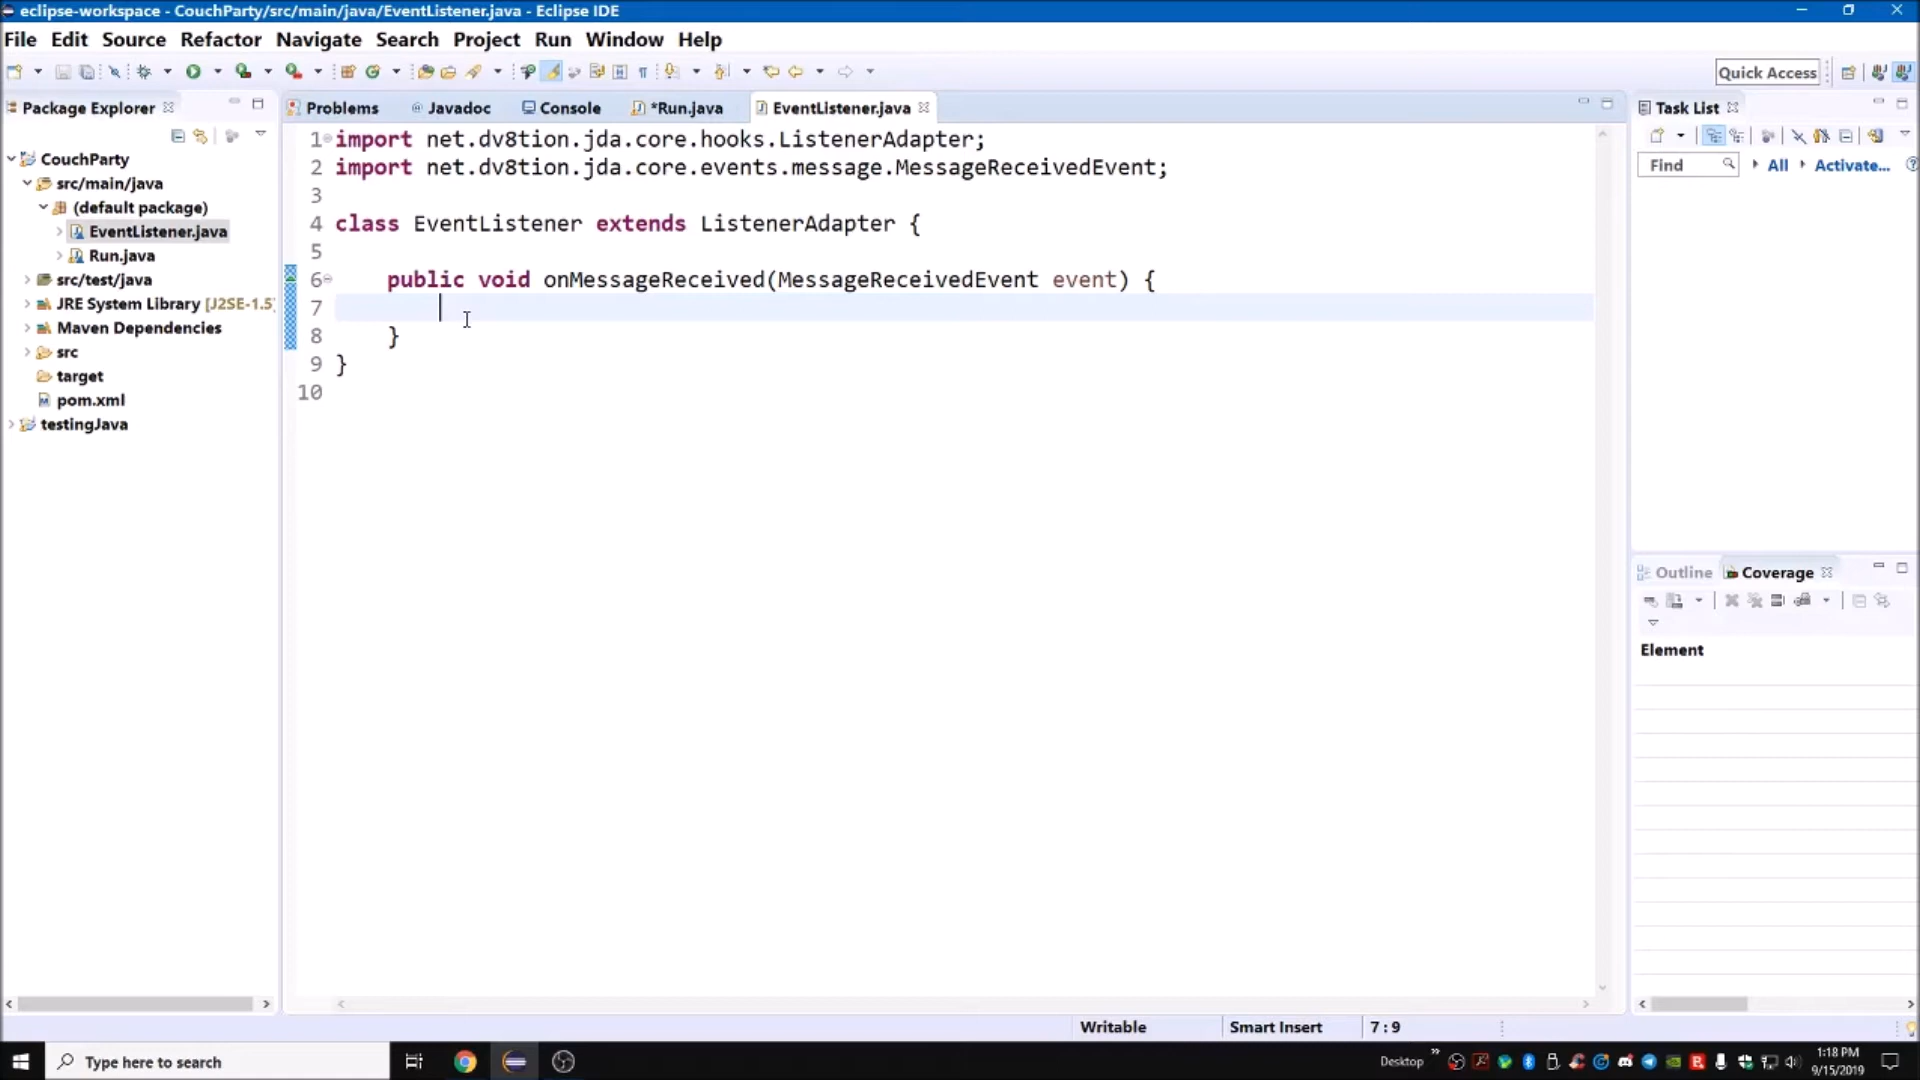 eclipse-workspace - CouchParty/src/main/java/EventListener.java - Eclipse IDE
File Edit Source Refactor Navigate Search Project Run Window Help
Quick Access
Package Explorer
Problems
Javadoc
Console
*Run.java
EventListener.java
Task List
Find
All
Activate...
CouchParty
src/main/java
(default package)
EventListener.java
Run.java
src/test/java
JRE System Library [J2SE-1.5]
Maven Dependencies
src
target
pom.xml
testingJava
1 import net.dv8tion.jda.core.hooks.ListenerAdapter;
2 import net.dv8tion.jda.core.events.message.MessageReceivedEvent;
3
4 class EventListener extends ListenerAdapter {
5
6 public void onMessageReceived(MessageReceivedEvent event) {
7
8 }
9 }
10
Outline
Coverage
Element
Writable
Smart Insert
7 : 9
Type here to search
Desktop
1:18 PM
9/15/2019